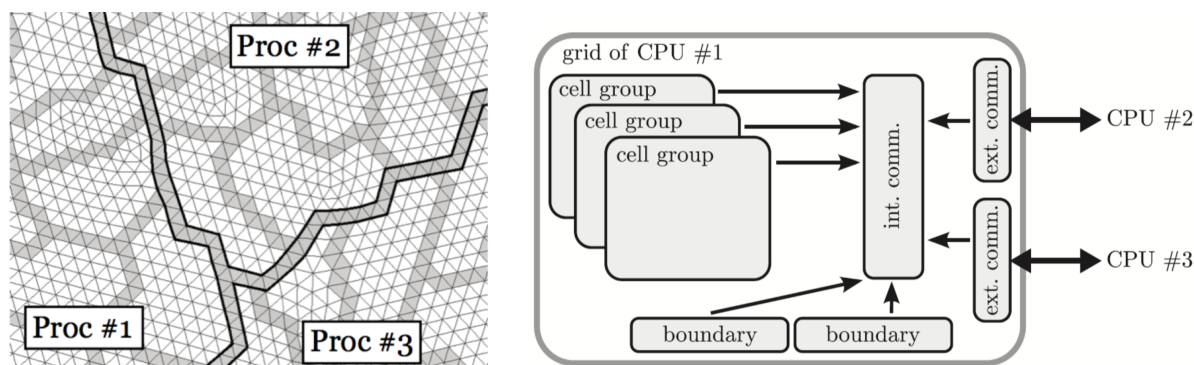 Proc #2
Proc #1
Proc #3
grid of CPU #1
cell group
cell group
cell group
int. comm.
ext. comm.
CPU #2
ext. comm.
CPU #3
boundary
boundary